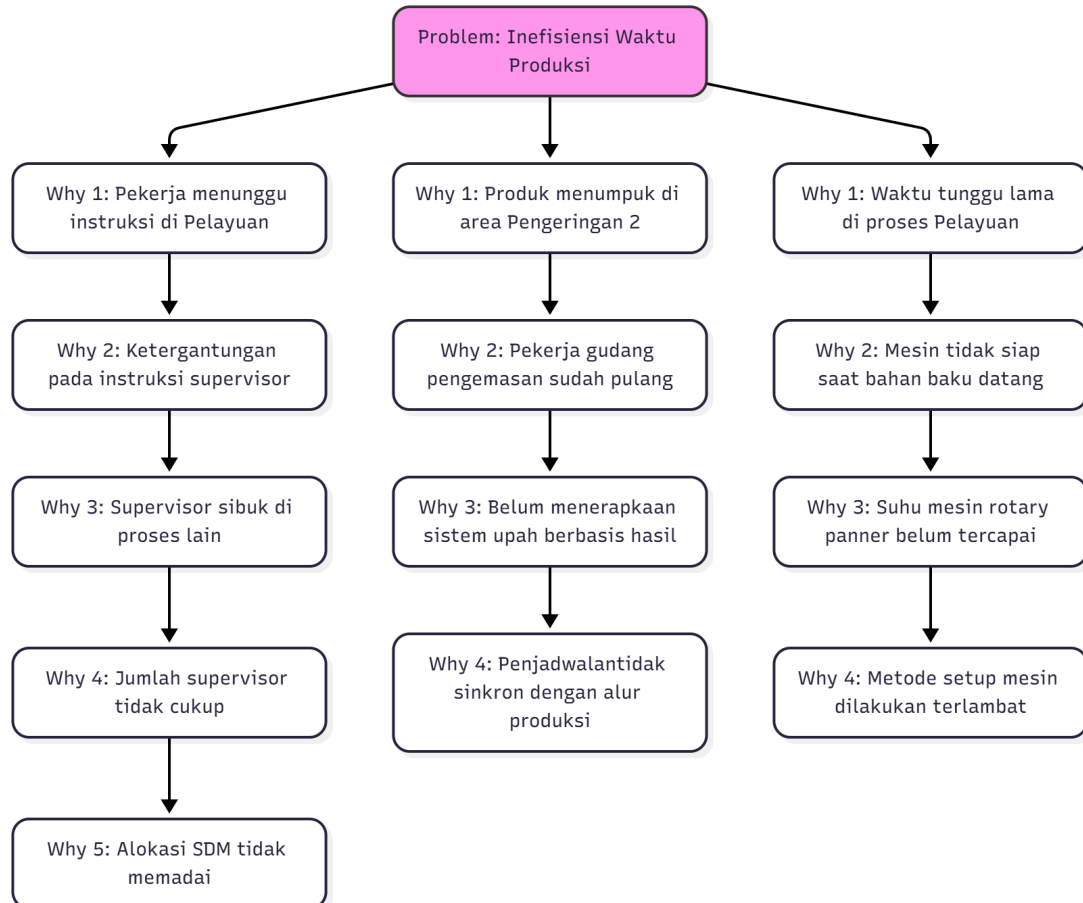 Problem: Inefisiensi Waktu
Produksi
Why 1: Pekerja menunggu
instruksi di Pelayuan
Why 1: Produk menumpuk di
area Pengeringan 2
Why 1: Waktu tunggu lama
di proses Pelayuan
Why 2: Ketergantungan
pada instruksi supervisor
Why 2: Pekerja gudang
pengemasan sudah pulang
Why 2: Mesin tidak siap
saat bahan baku datang
Why 3: Supervisor sibuk di
proses lain
Why 3: Belum menerapkaan
sistem upah berbasis hasil
Why 3: Suhu mesin rotary
panner belum tercapai
Why 4: Jumlah supervisor
tidak cukup
Why 4: Penjadwalantidak
sinkron dengan alur
produksi
Why 4: Metode setup mesin
dilakukan terlambat
Why 5: Alokasi SDM tidak
memadai